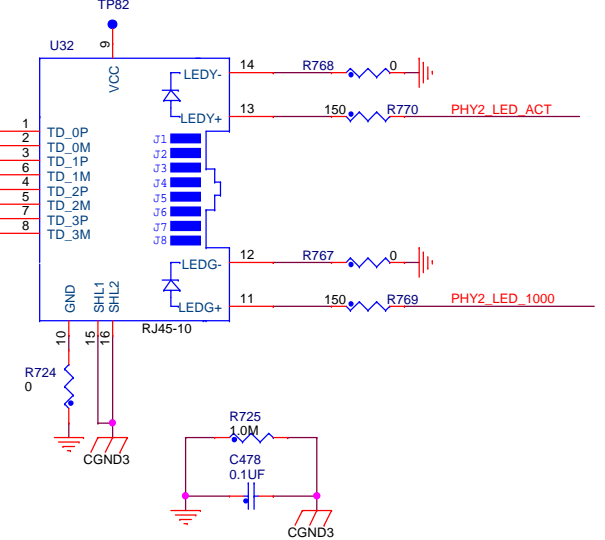 TP82
U32
9
VCC
14
R768
0
LEDY-
13
150
R770
PHY2_LED_ACT
LEDY+
1
TD_0P
2
TD_0M
3
TD_1P
6
TD_1M
4
TD_2P
5
TD_2M
7
TD_3P
8
TD_3M
J1
J2
J3
J4
J5
J6
J7
J8
12
R767
0
LEDG-
11
150
R769
PHY2_LED_1000
LEDG+
GND
SHL1
SHL2
RJ45-10
10
15
16
R724
0
CGND3
R725
1.0M
C478
0.1UF
CGND3